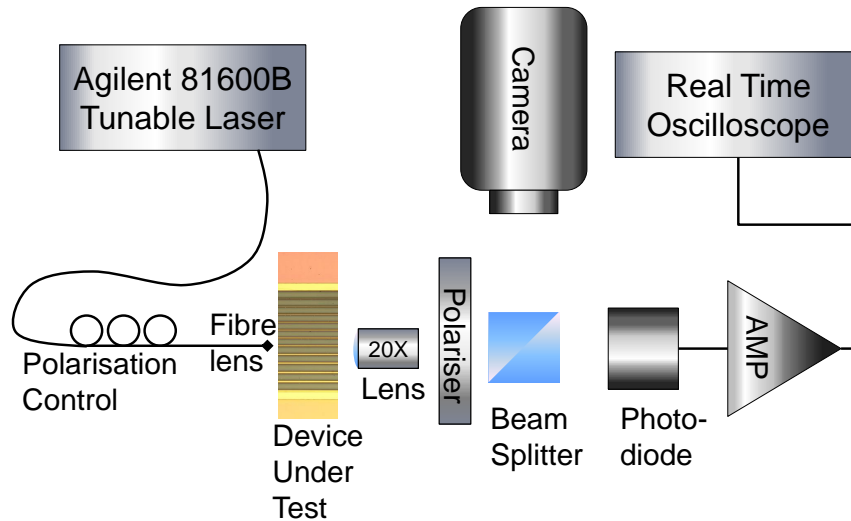 Agilent 81600B
Tunable Laser
Camera
Real Time
Oscilloscope
Polarisation
Control
Fibre
lens
Device
Under
Test
20X
Lens
Polariser
Beam
Splitter
Photo-
diode
AMP